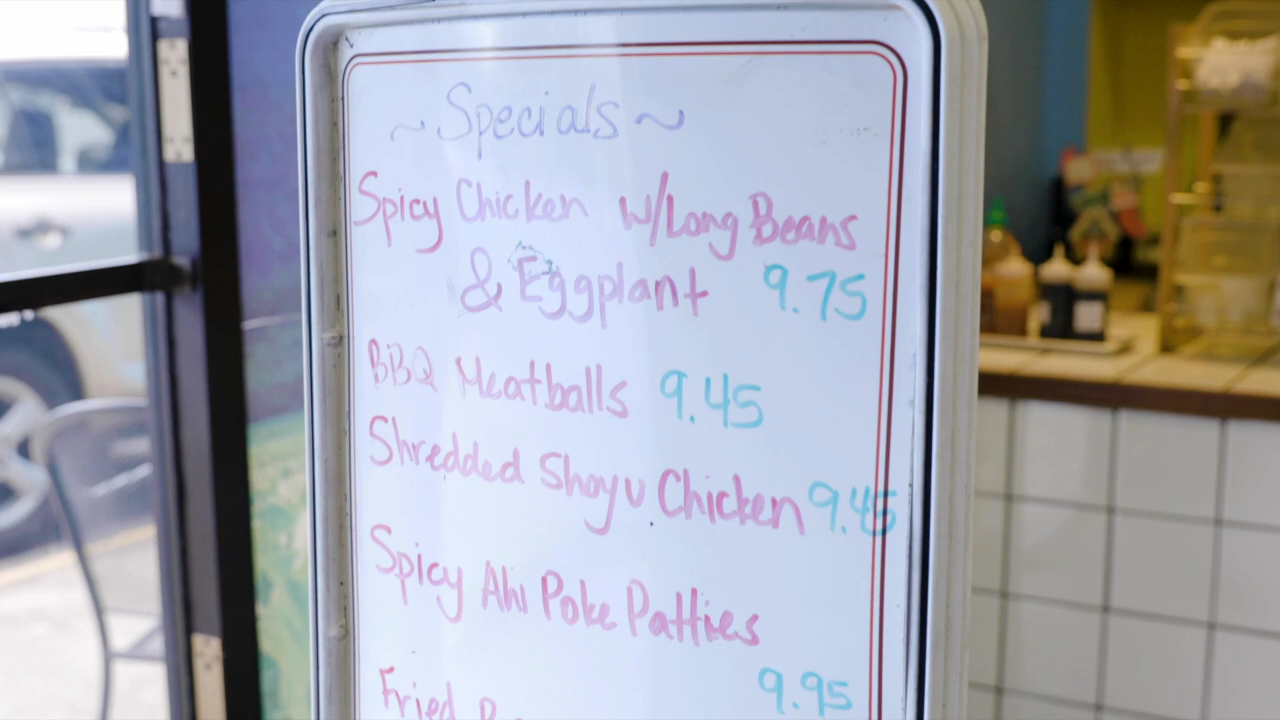 ~ Specials ~
Spicy Chicken w/Long Beans
& Eggplant 9.75
BBQ Meatballs 9.45
Shredded Shoyu Chicken 9.45
Spicy Ahi Poke Patties
9.95
Fried